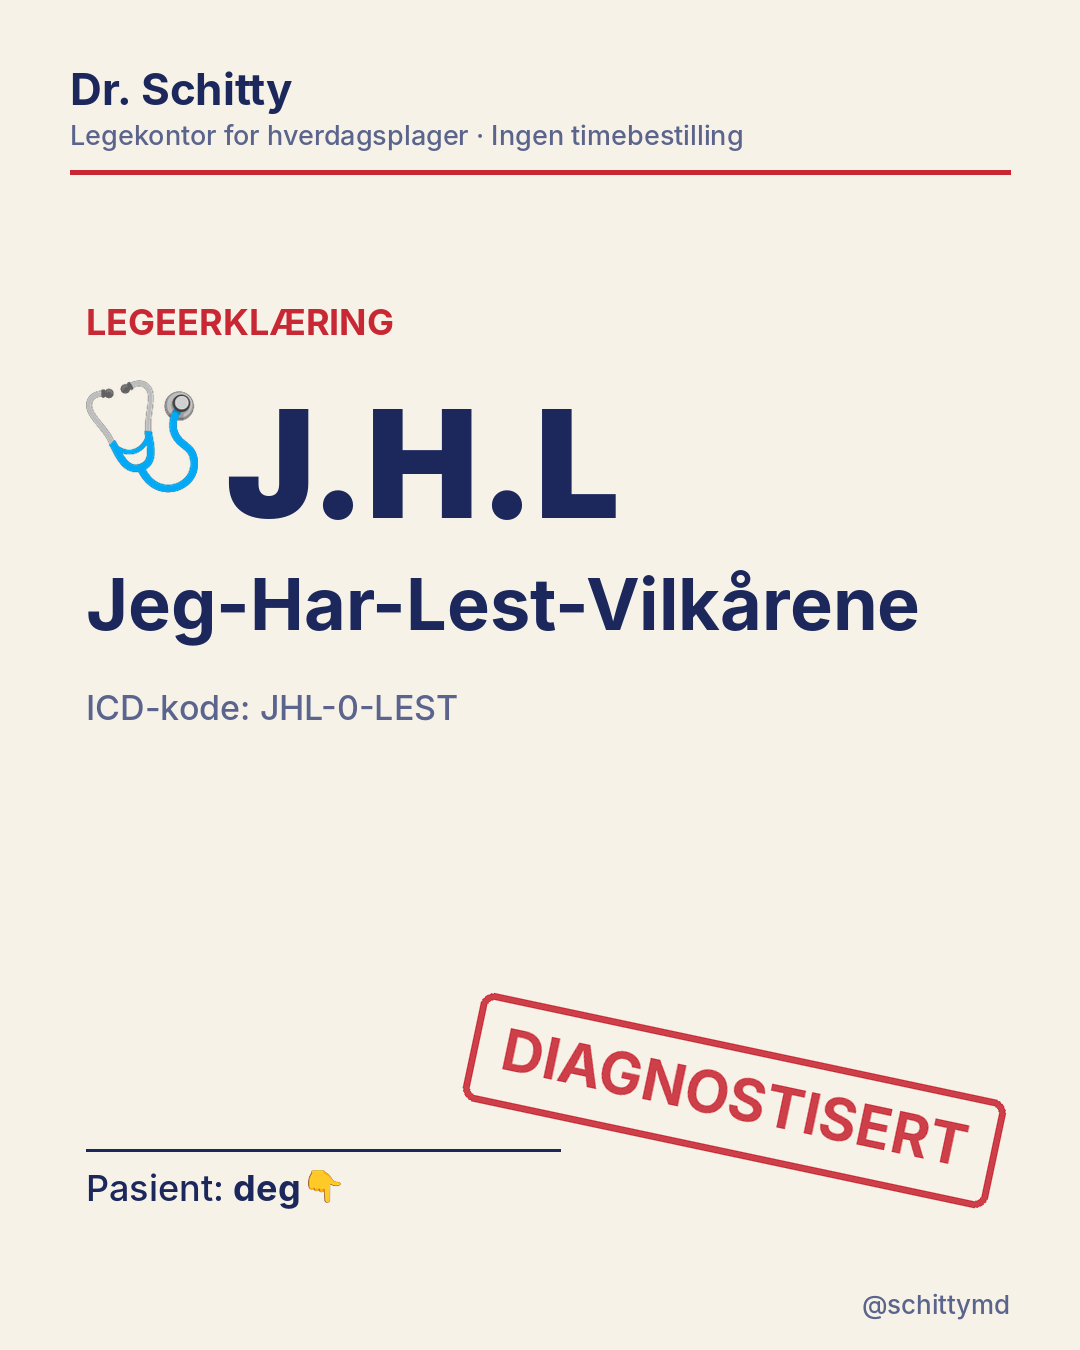 Dr. Schitty
Legekontor for hverdagsplager · Ingen timebestilling
LEGEERKLÆRING
J.H.L
Jeg-Har-Lest-Vilkårene
ICD-kode: JHL-0-LEST
DIAGNOSTISERT
Pasient: deg👇
@schittymd